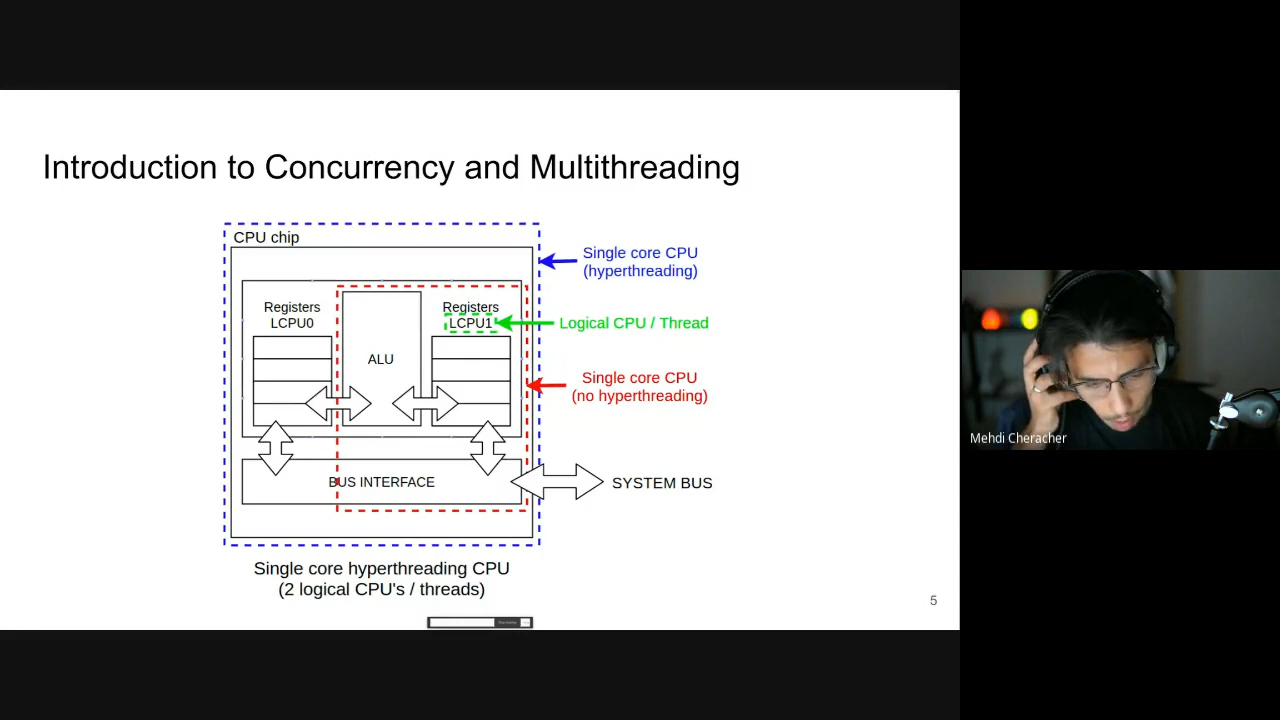 Introduction to Concurrency and Multithreading
CPU chip
Single core CPU
(hyperthreading)
Registers
LCPU0
Registers
LCPU1
Logical CPU / Thread
ALU
Single core CPU
(no hyperthreading)
BUS INTERFACE
SYSTEM BUS
Single core hyperthreading CPU
(2 logical CPU's / threads)
5
Mehdi Cheracher